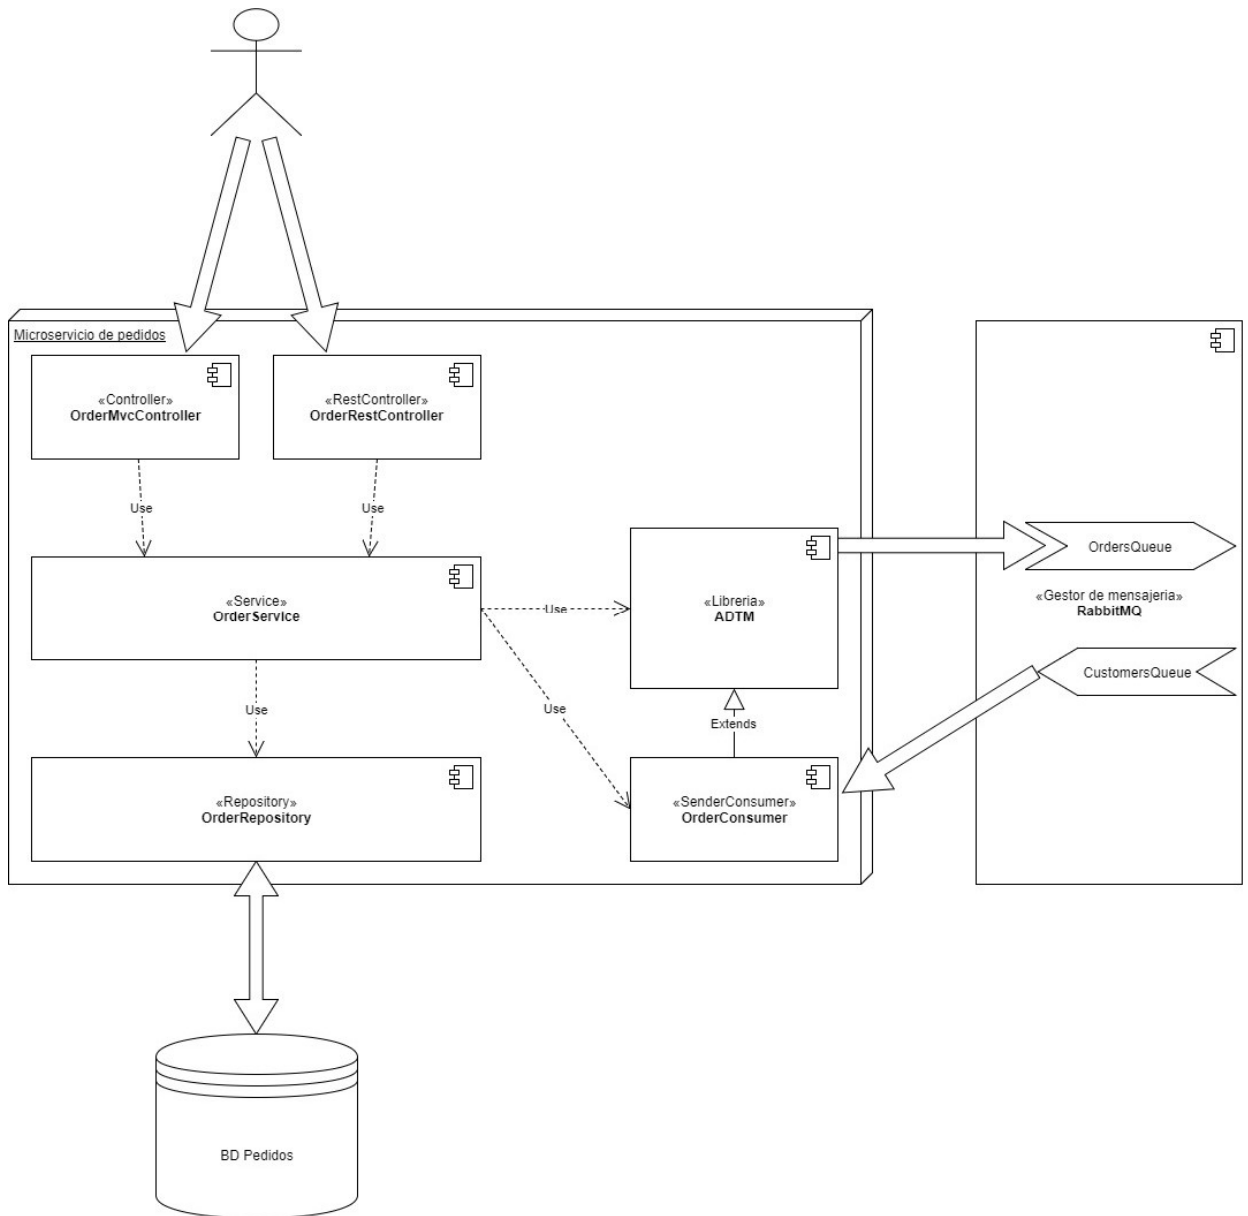 Microservicio de pedidos
«Controller»
OrderMvcController
«RestController»
OrderRestController
Use
Use
OrdersQueue
«Service»
OrderService
Use
«Libreria»
ADTM
«Gestor de mensajeria»
RabbitMQ
CustomersQueue
Use
Use
Extends
«Repository»
OrderRepository
«SenderConsumer»
OrderConsumer
BD Pedidos